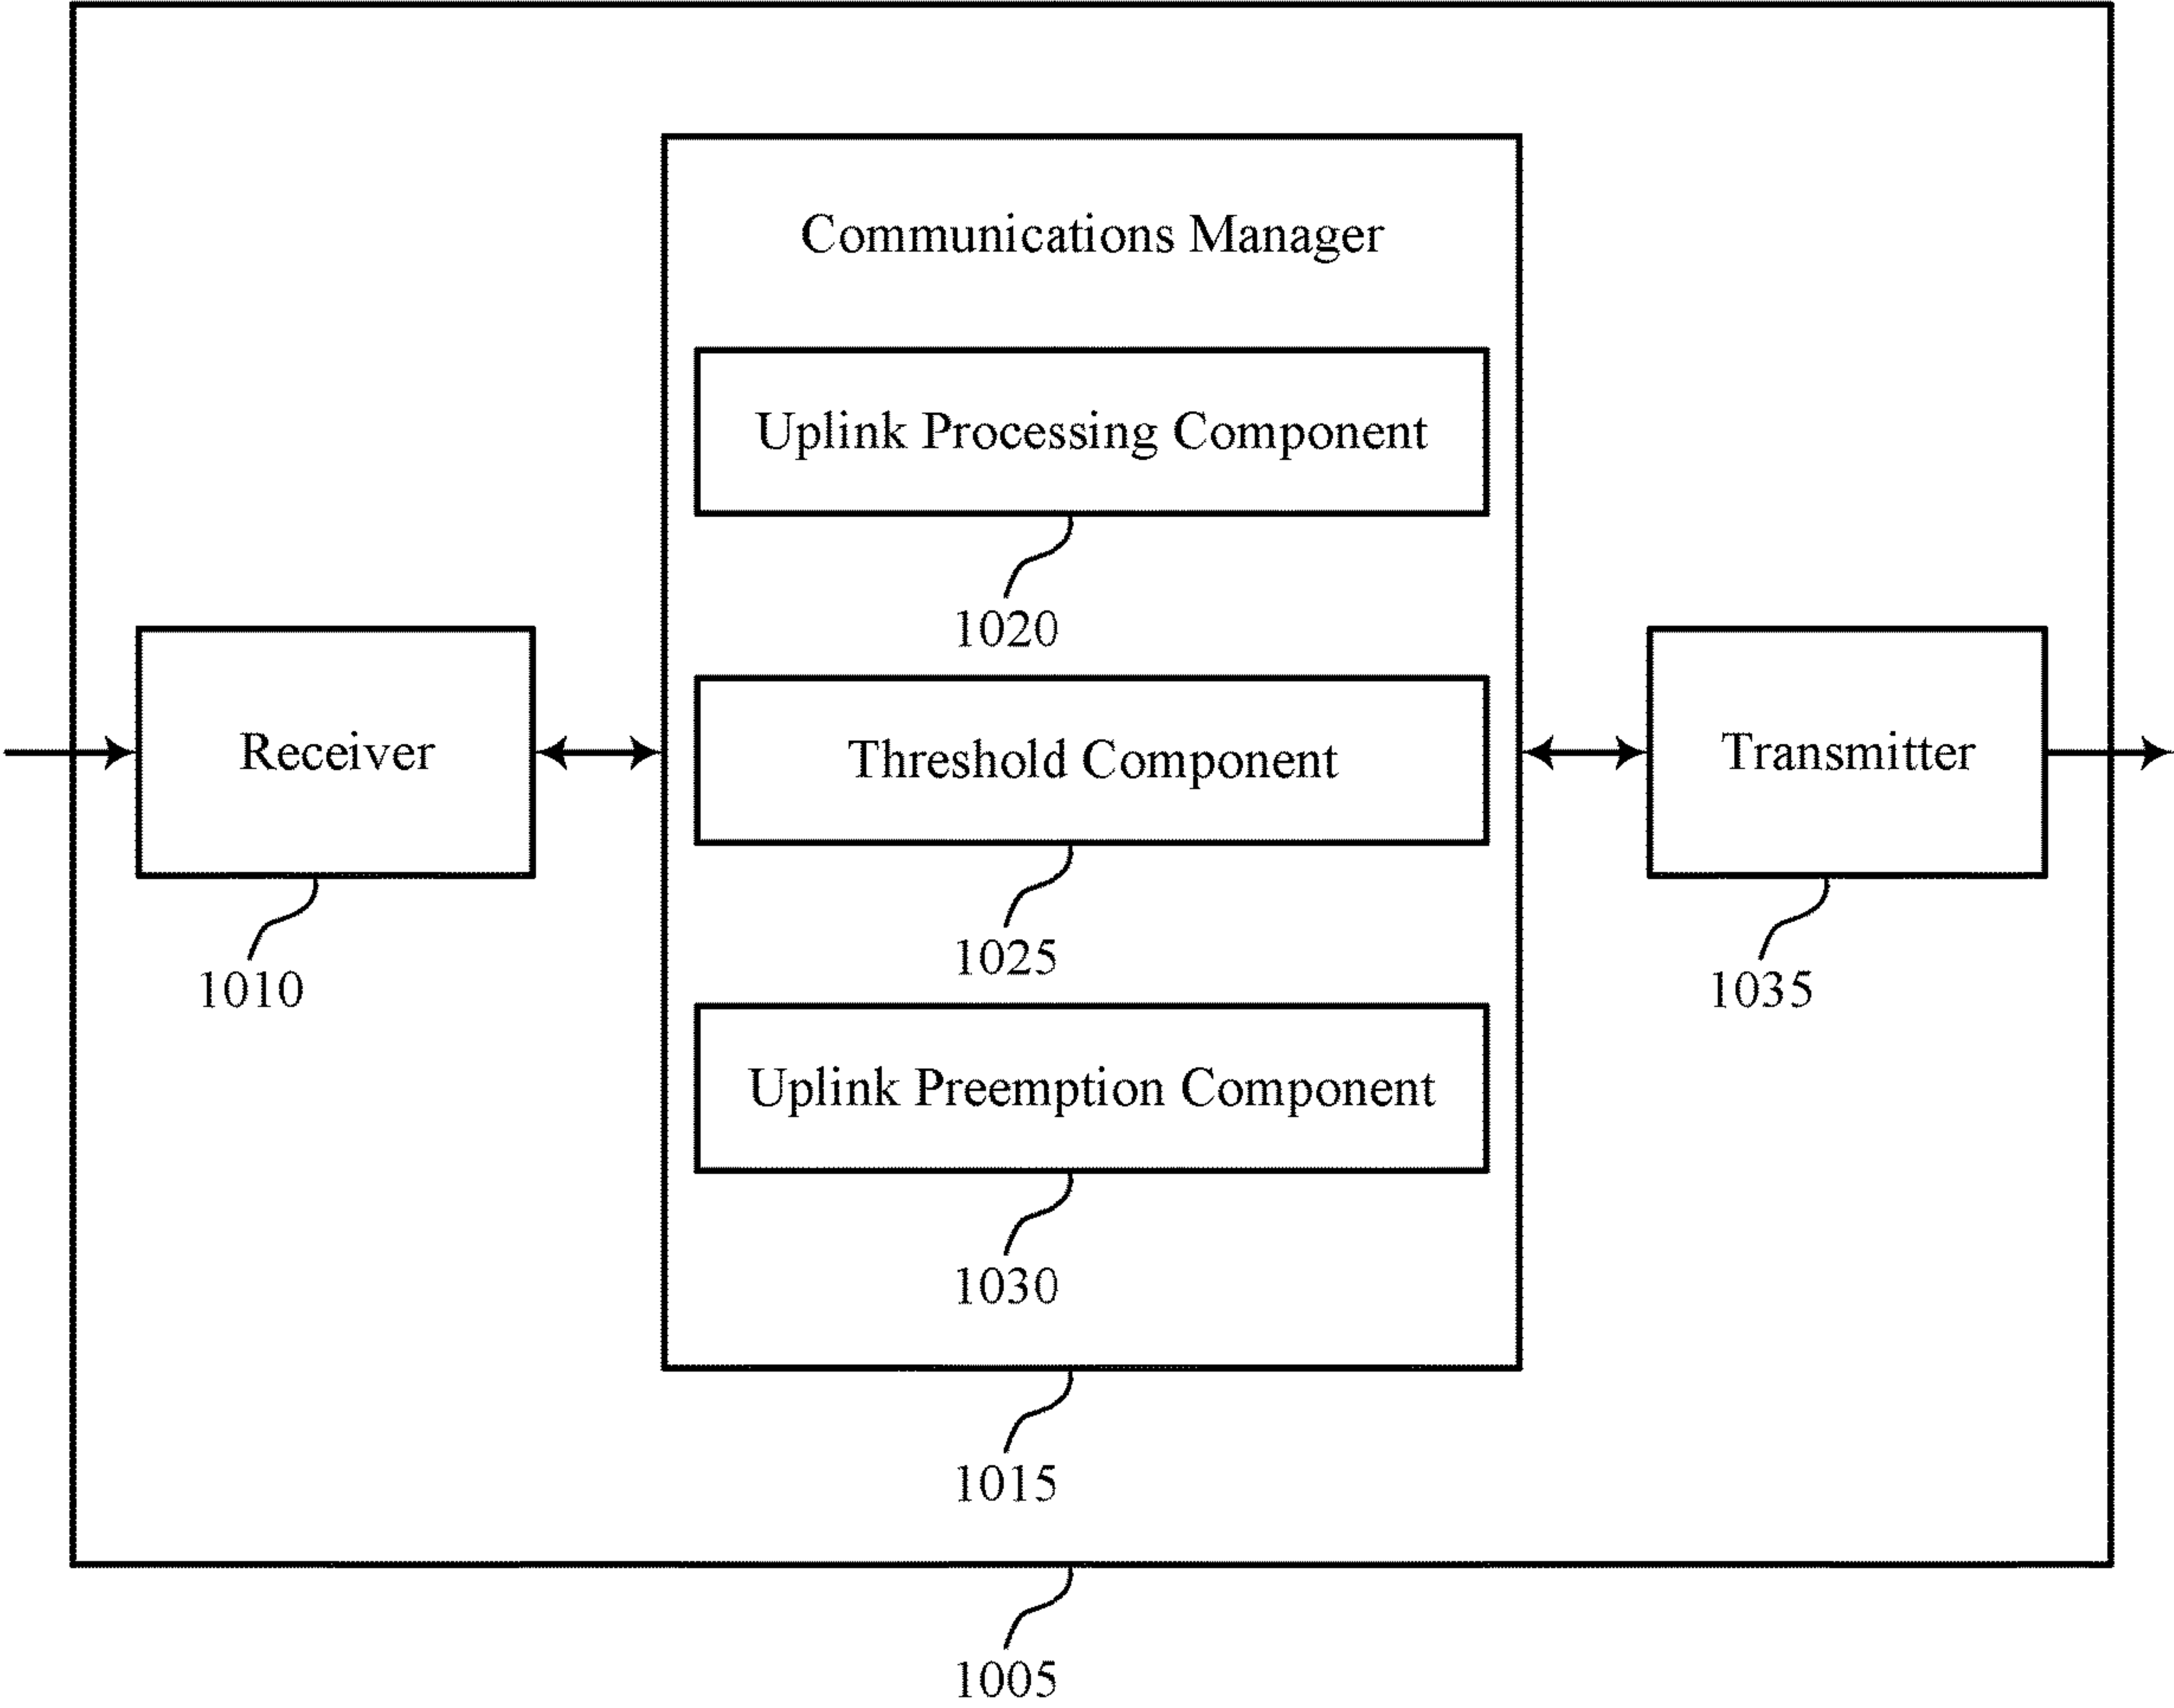 Communications Manager
Uplink Processing Component
1020
Receiver
1010
Threshold Component
1025
Transmitter
1035
Uplink Preemption Component
1030
1015
1005